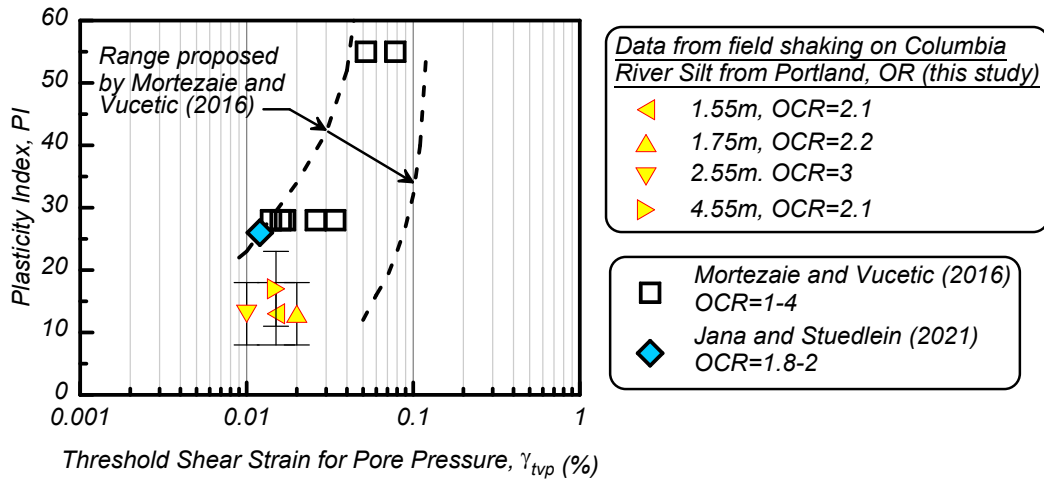 60
50
40
30
20
10
0
Plasticity Index, PI
Range proposed
by Mortezaie and
Vucetic (2016)
0.001
0.01
0.1
1
Threshold Shear Strain for Pore Pressure, γtvp (%)
Data from field shaking on Columbia
River Silt from Portland, OR (this study)
1.55m, OCR=2.1
1.75m, OCR=2.2
2.55m. OCR=3
4.55m, OCR=2.1
Mortezaie and Vucetic (2016)
OCR=1-4
Jana and Stuedlein (2021)
OCR=1.8-2